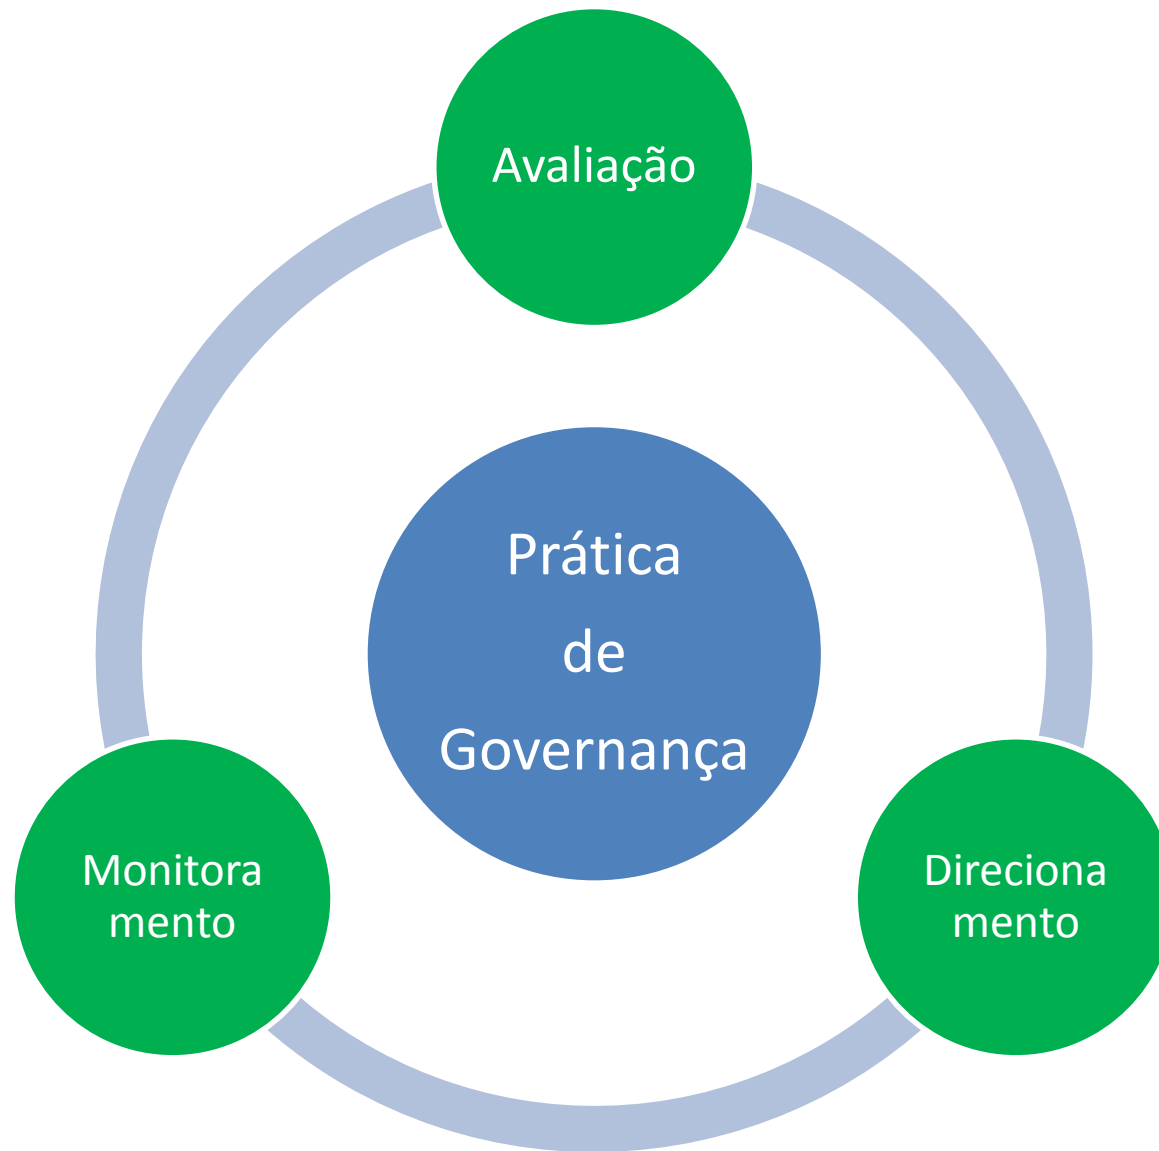 Avaliação
Prática
de
Governança
Monitora
mento
Direciona
mento